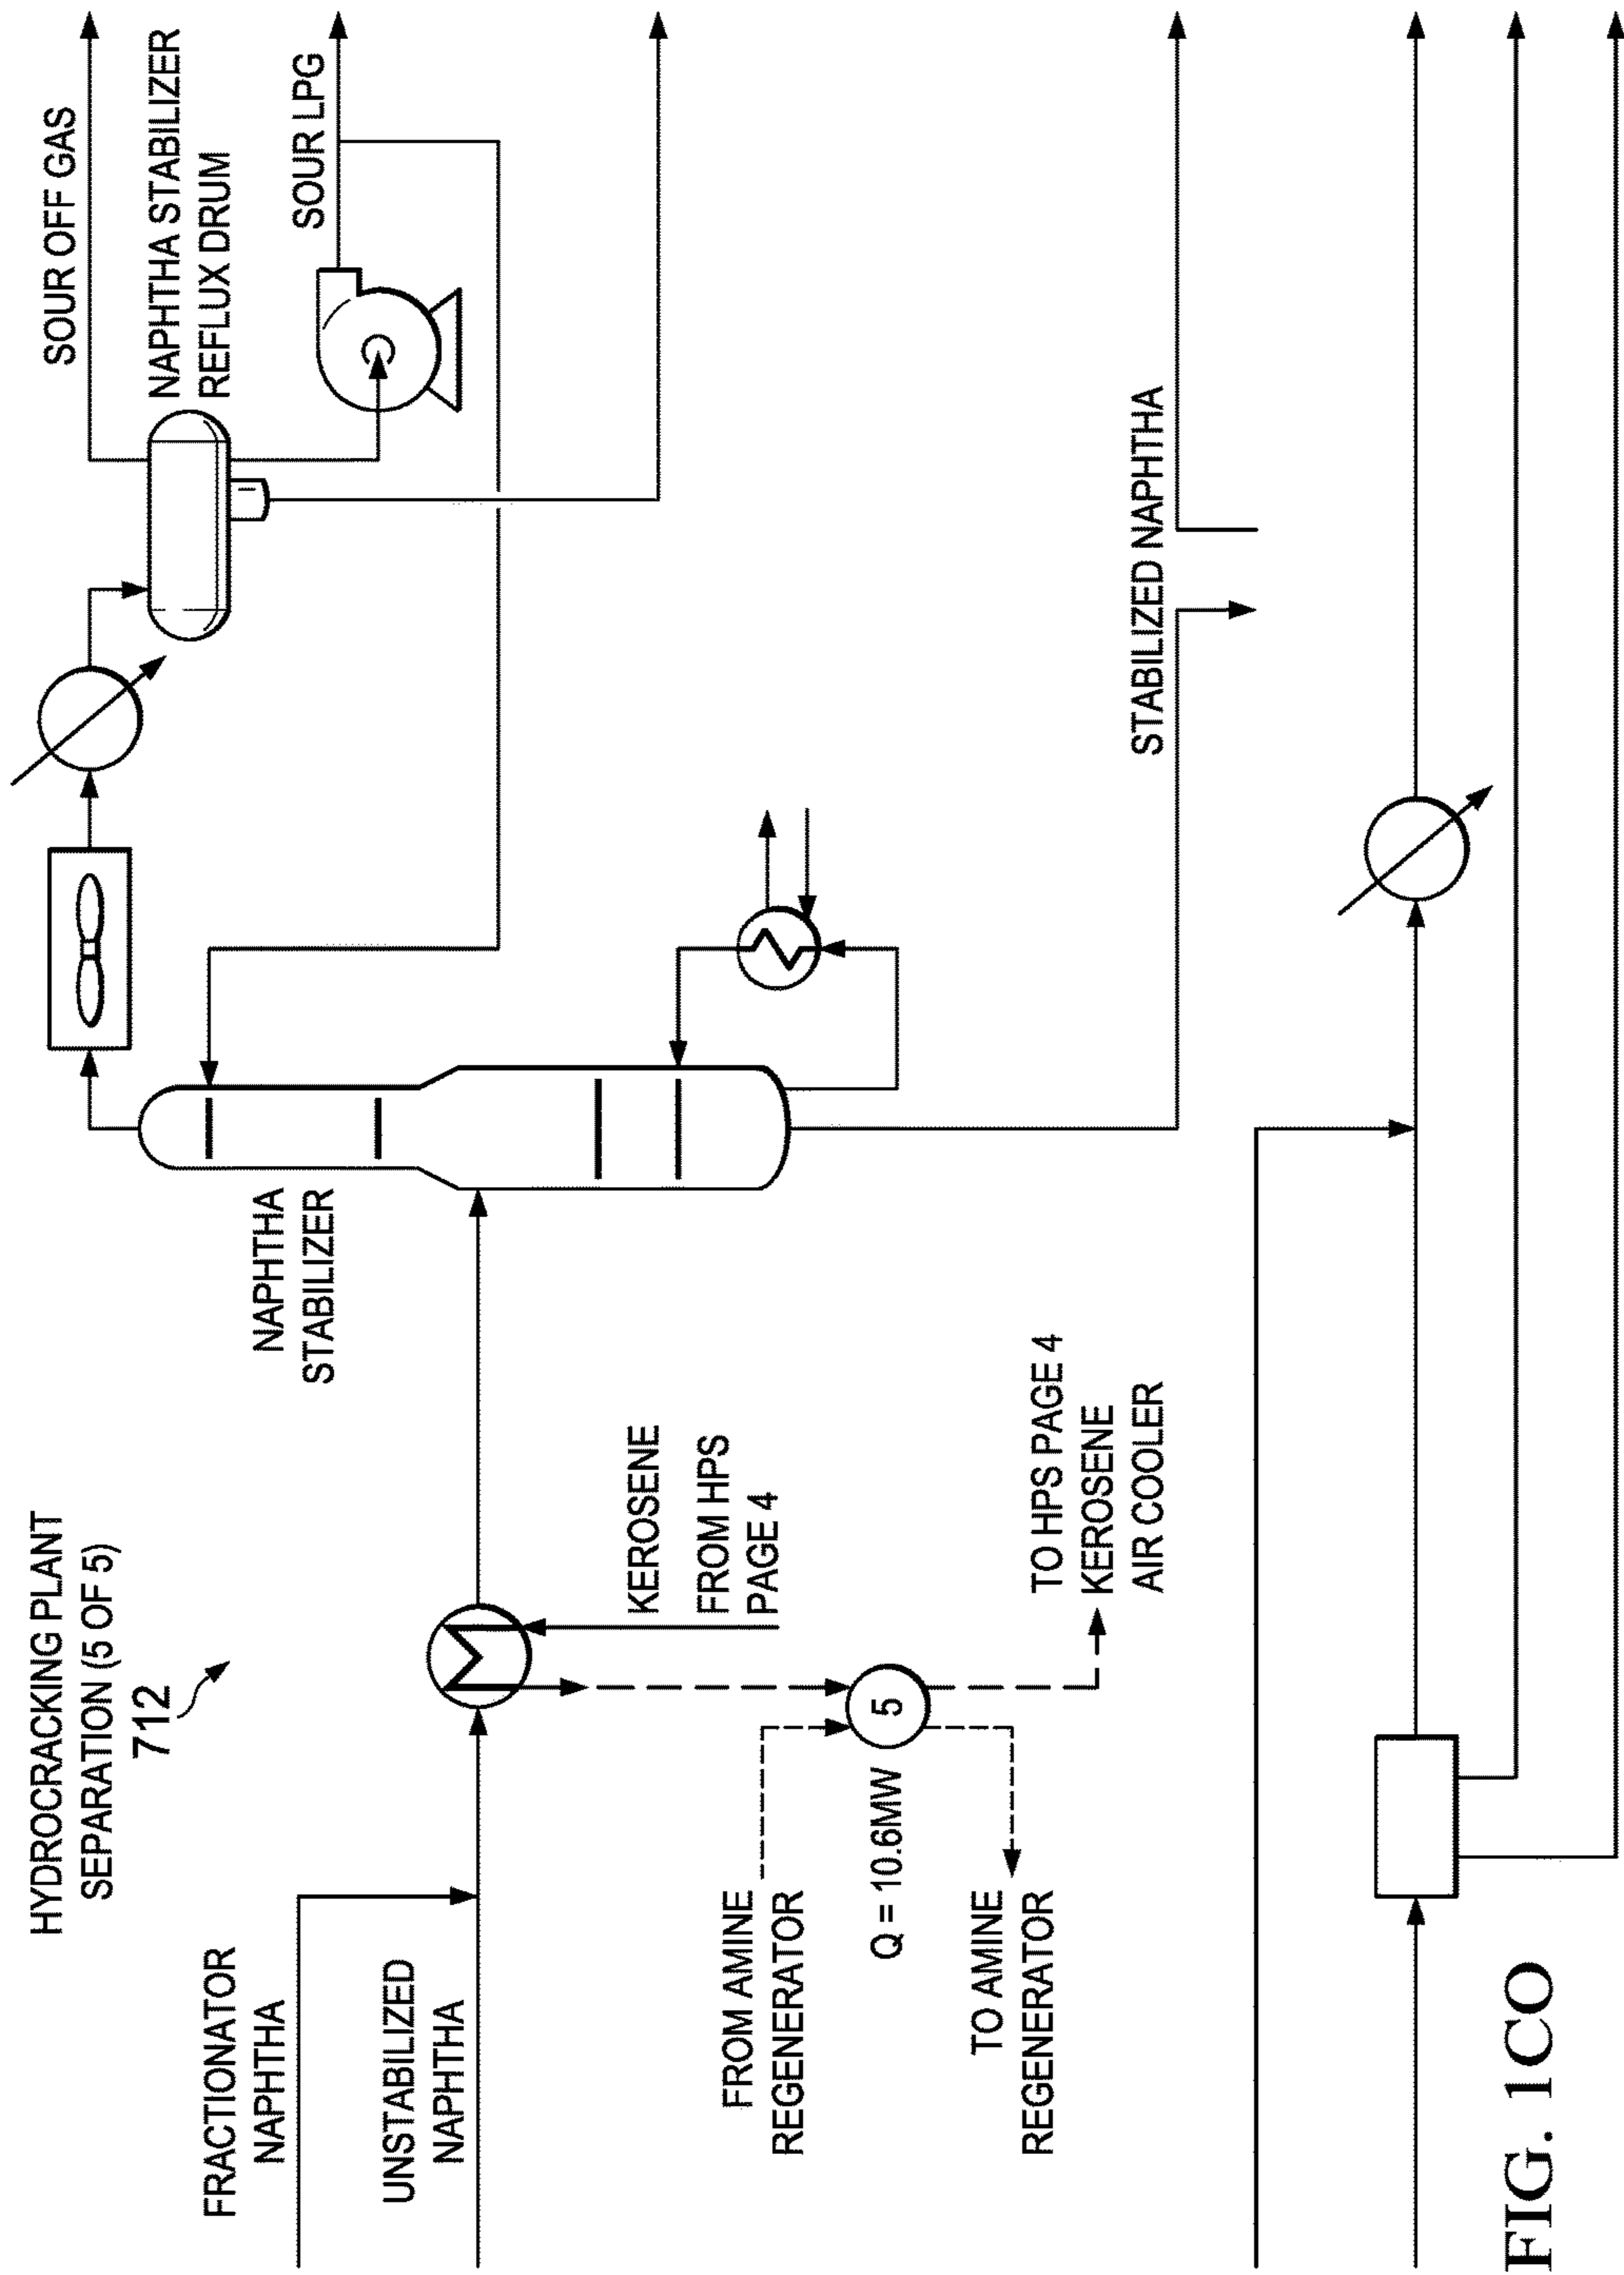 HYDROCRACKING PLANT
SEPARATION (5 OF 5)
712
FRACTIONATOR
NAPHTHA
UNSTABILIZED
NAPHTHA
FROM AMINE
REGENERATOR
Q = 10.6MW
TO AMINE
REGENERATOR
5
KEROSENE
FROM HPS
PAGE 4
TO HPS PAGE 4
KEROSENE
AIR COOLER
NAPHTHA
STABILIZER
SOUR OFF GAS
NAPHTHA STABILIZER
REFLUX DRUM
SOUR LPG
STABILIZED NAPHTHA
FIG. 1CO